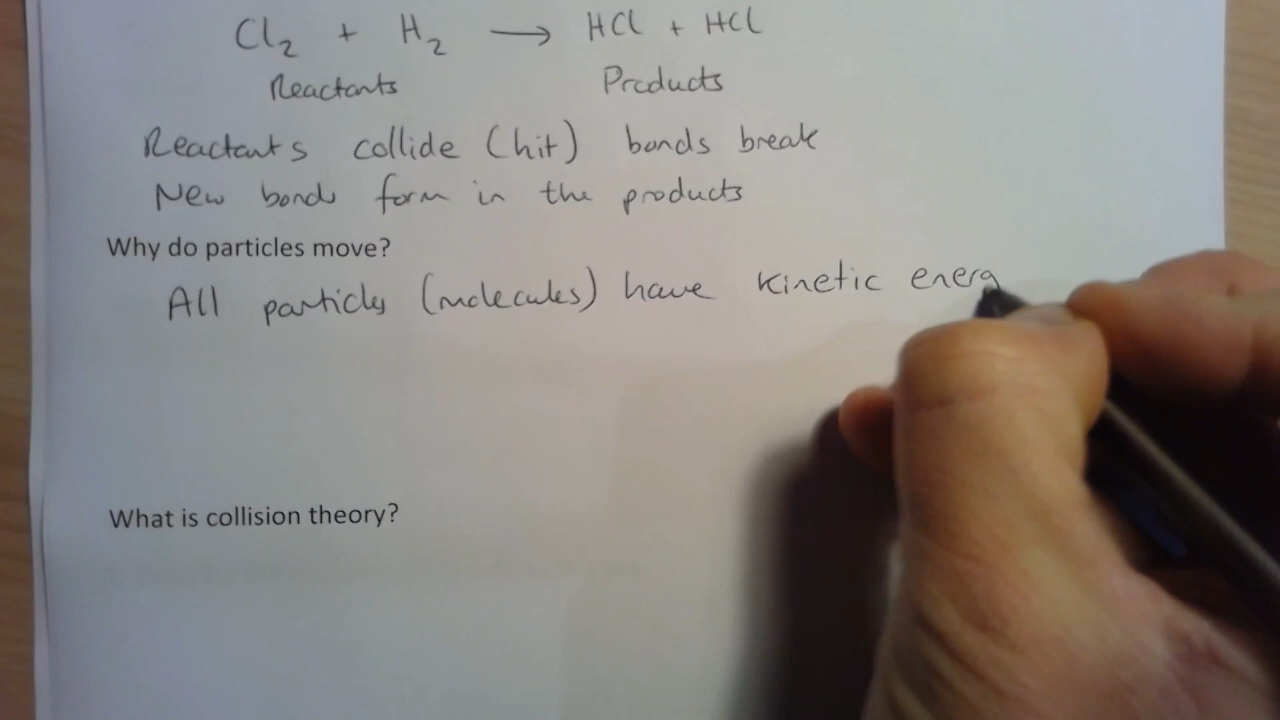 Cl₂ + H₂ → HCl + HCl
Reactants Products
Reactants collide (hit) bonds break
New bonds form in the products
Why do particles move?
All particles (molecules) have kinetic energ
What is collision theory?